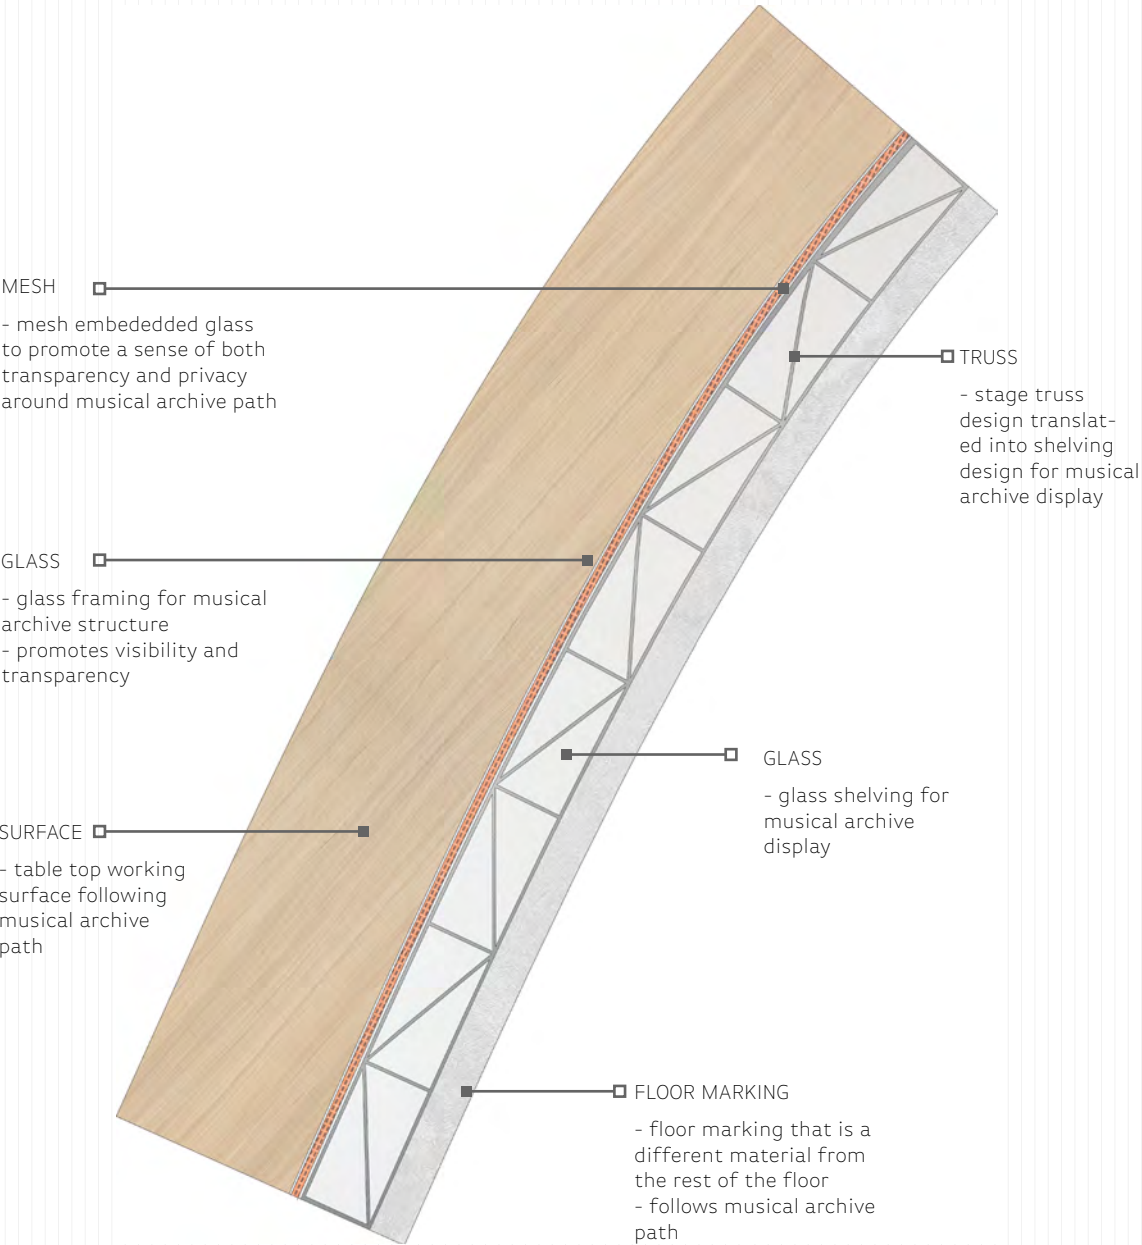 MESH
- mesh embededded glass
to promote a sense of both
transparency and privacy
around musical archive path
TRUSS
- stage truss
design translat-
ed into shelving
design for musical
archive display
GLASS
- glass framing for musical
archive structure
- promotes visibility and
transparency
GLASS
- glass shelving for
musical archive
display
SURFACE
- table top working
surface following
musical archive
path
FLOOR MARKING
- floor marking that is a
different material from
the rest of the floor
- follows musical archive
path